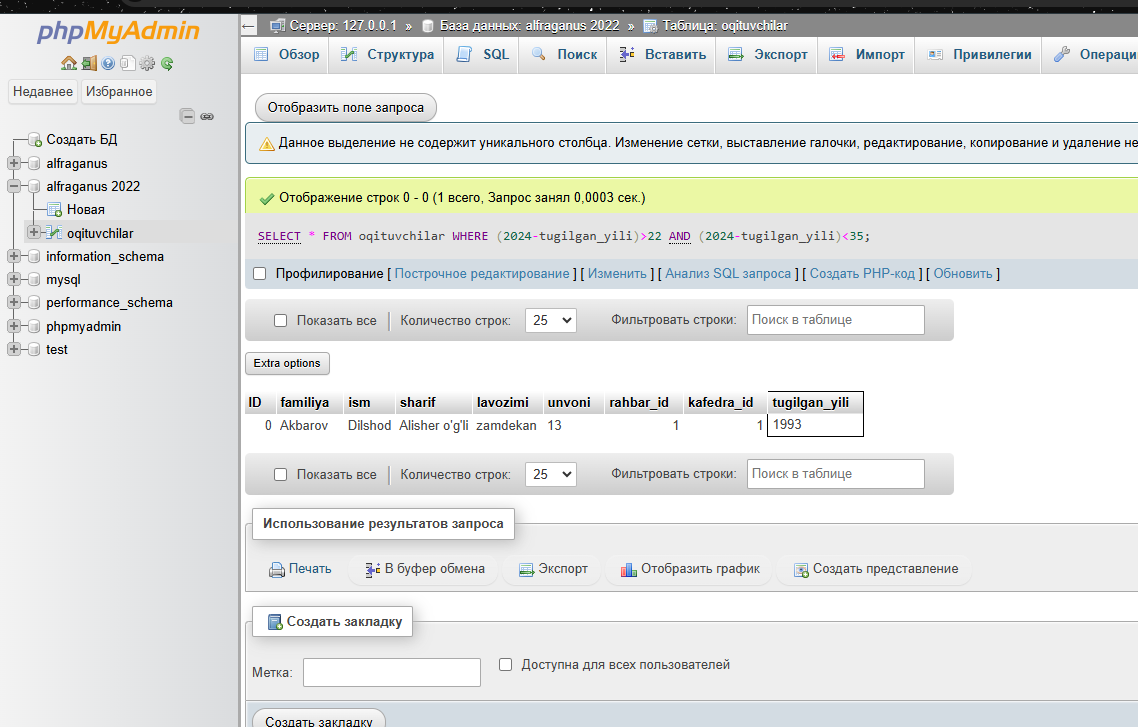 phpMyAdmin
Недавнее Избранное
Создать БД
alfraganus
alfraganus 2022
Новая
oqituvchilar
information_schema
mysql
performance_schema
phpmyadmin
test
Сервер: 127.0.0.1 » База данных: alfraganus 2022 » Таблица: oqituvchilar
Обзор Структура SQL Поиск Вставить Экспорт Импорт Привилегии Операци
Отобразить поле запроса
Данное выделение не содержит уникального столбца. Изменение сетки, выставление галочки, редактирование, копирование и удаление не
Отображение строк 0 - 0 (1 всего, Запрос занял 0,0003 сек.)
SELECT * FROM oqituvchilar WHERE (2024-tugilgan_yili)>22 AND (2024-tugilgan_yili)<35;
Профилирование [ Построчное редактирование ] [ Изменить ] [ Анализ SQL запроса ] [ Создать PHP-код ] [ Обновить ]
Показать все Количество строк: 25 Фильтровать строки: Поиск в таблице
Extra options
ID familiya ism sharif lavozimi unvoni rahbar_id kafedra_id tugilgan_yili
0 Akbarov Dilshod Alisher o'g'li zamdekan 13 1 1 1993
Показать все Количество строк: 25 Фильтровать строки: Поиск в таблице
Использование результатов запроса
Печать В буфер обмена Экспорт Отобразить график Создать представление
Создать закладку
Метка: Доступна для всех пользователей
Создать закладку